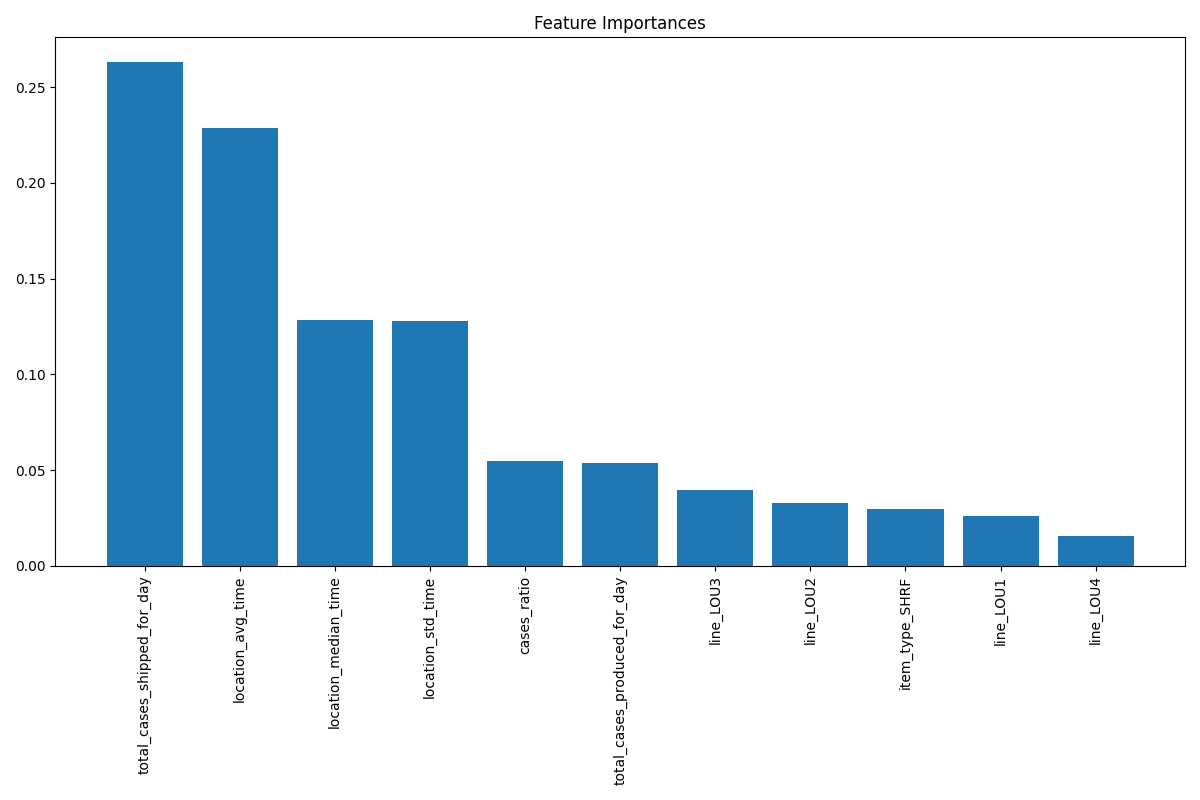 Feature Importances
0.25
0.20
0.15
0.10
0.05
0.00
total_cases_shipped_for_day
location_avg_time
location_median_time
location_std_time
cases_ratio
total_cases_produced_for_day
line_LOU3
line_LOU2
item_type_SHRF
line_LOU1
line_LOU4